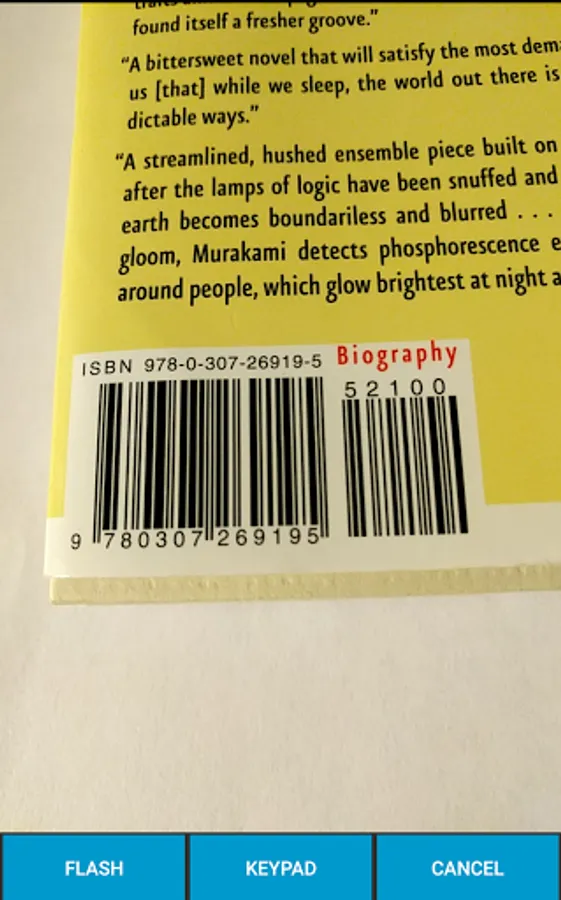 found itself a fresher groove.”
“A bittersweet novel that will satisfy the most
us [that] while we sleep, the world out there is
dictable ways.”
“A streamlined, hushed ensemble piece built on
after the lamps of logic have been snuffed and
earth becomes boundariless and blurred . . .
gloom, Murakami detects phosphorescence
around people, which glow brightest at night
ISBN 978-0-307-26919-5 Biography
52100
9 780307 269195
FLASH KEYPAD CANCEL